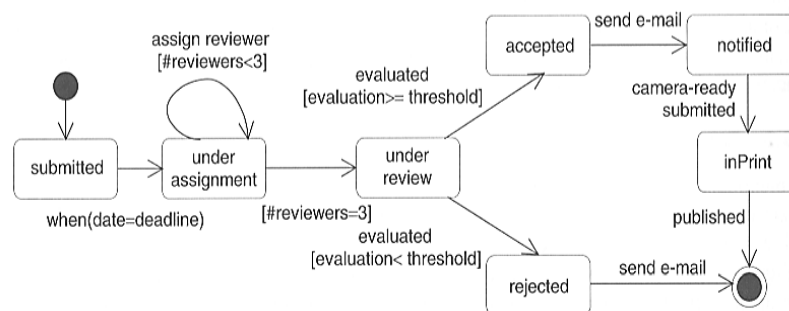 send e-mail
assign reviewer
[#reviewers<3]
accepted
notified
evaluated
[evaluation>= threshold]
camera-ready
submitted
submitted
under
assignment
under
review
inPrint
when(date=deadline)
[#reviewers=3]
evaluated
[evaluation< threshold]
published
send e-mail
rejected